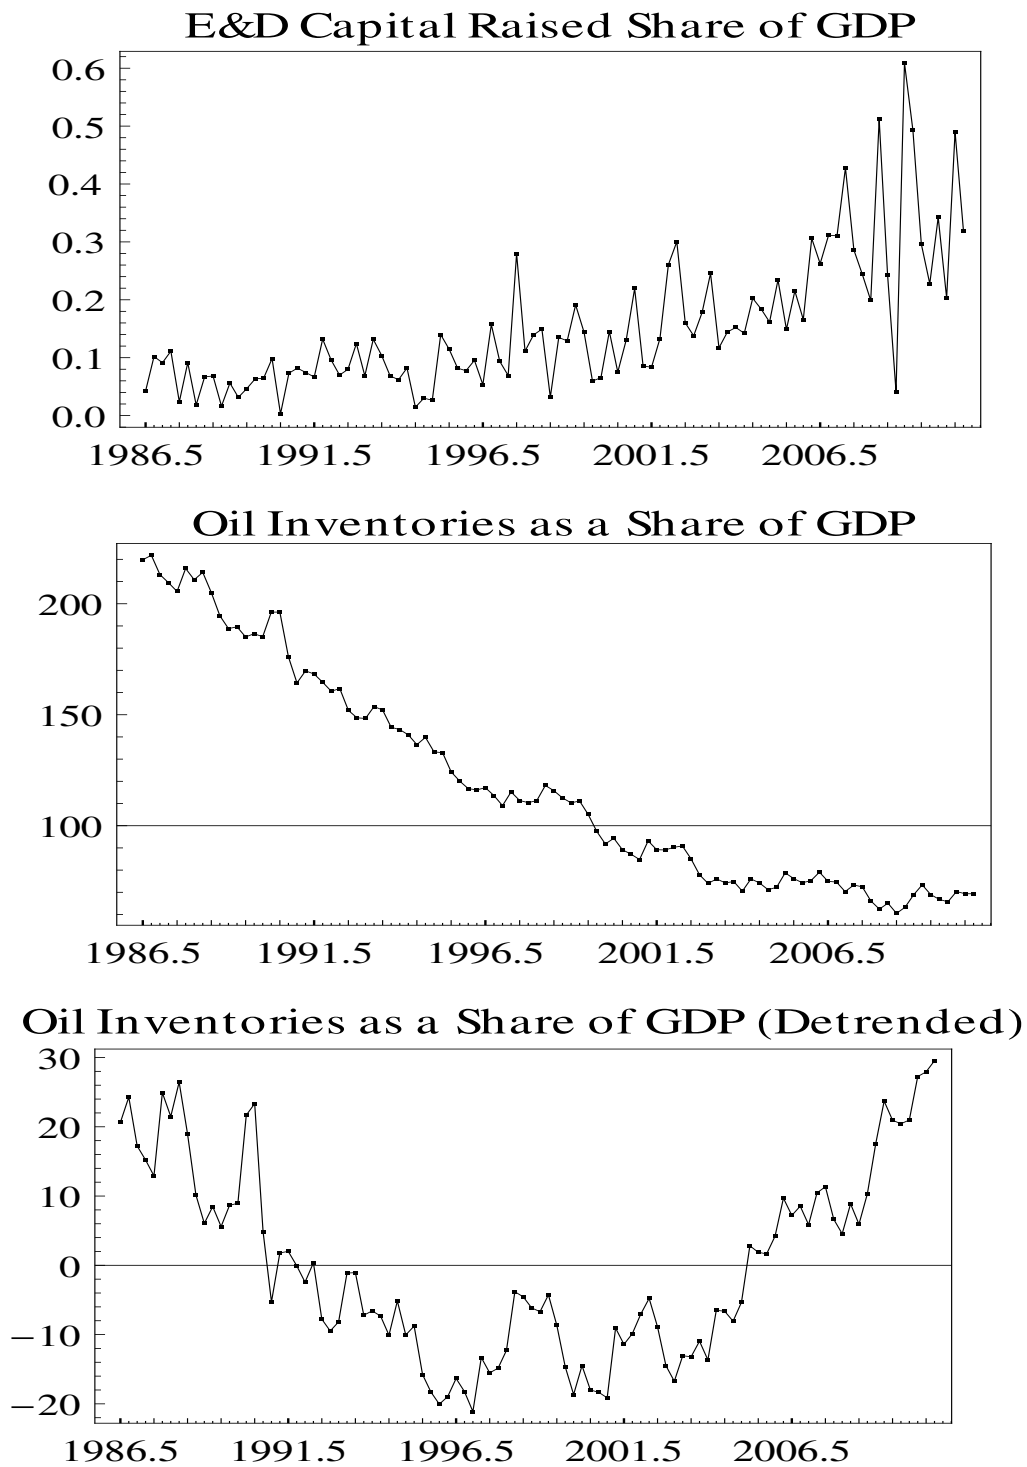 E&D Capital Raised Share of GDP
0.6
0.5
0.4
0.3
0.2
0.1
0.0
1986.5 1991.5 1996.5 2001.5 2006.5
Oil Inventories as a Share of GDP
200
150
100
1986.5 1991.5 1996.5 2001.5 2006.5
Oil Inventories as a Share of GDP (Detrended)
30
20
10
0
−10
−20
1986.5 1991.5 1996.5 2001.5 2006.5